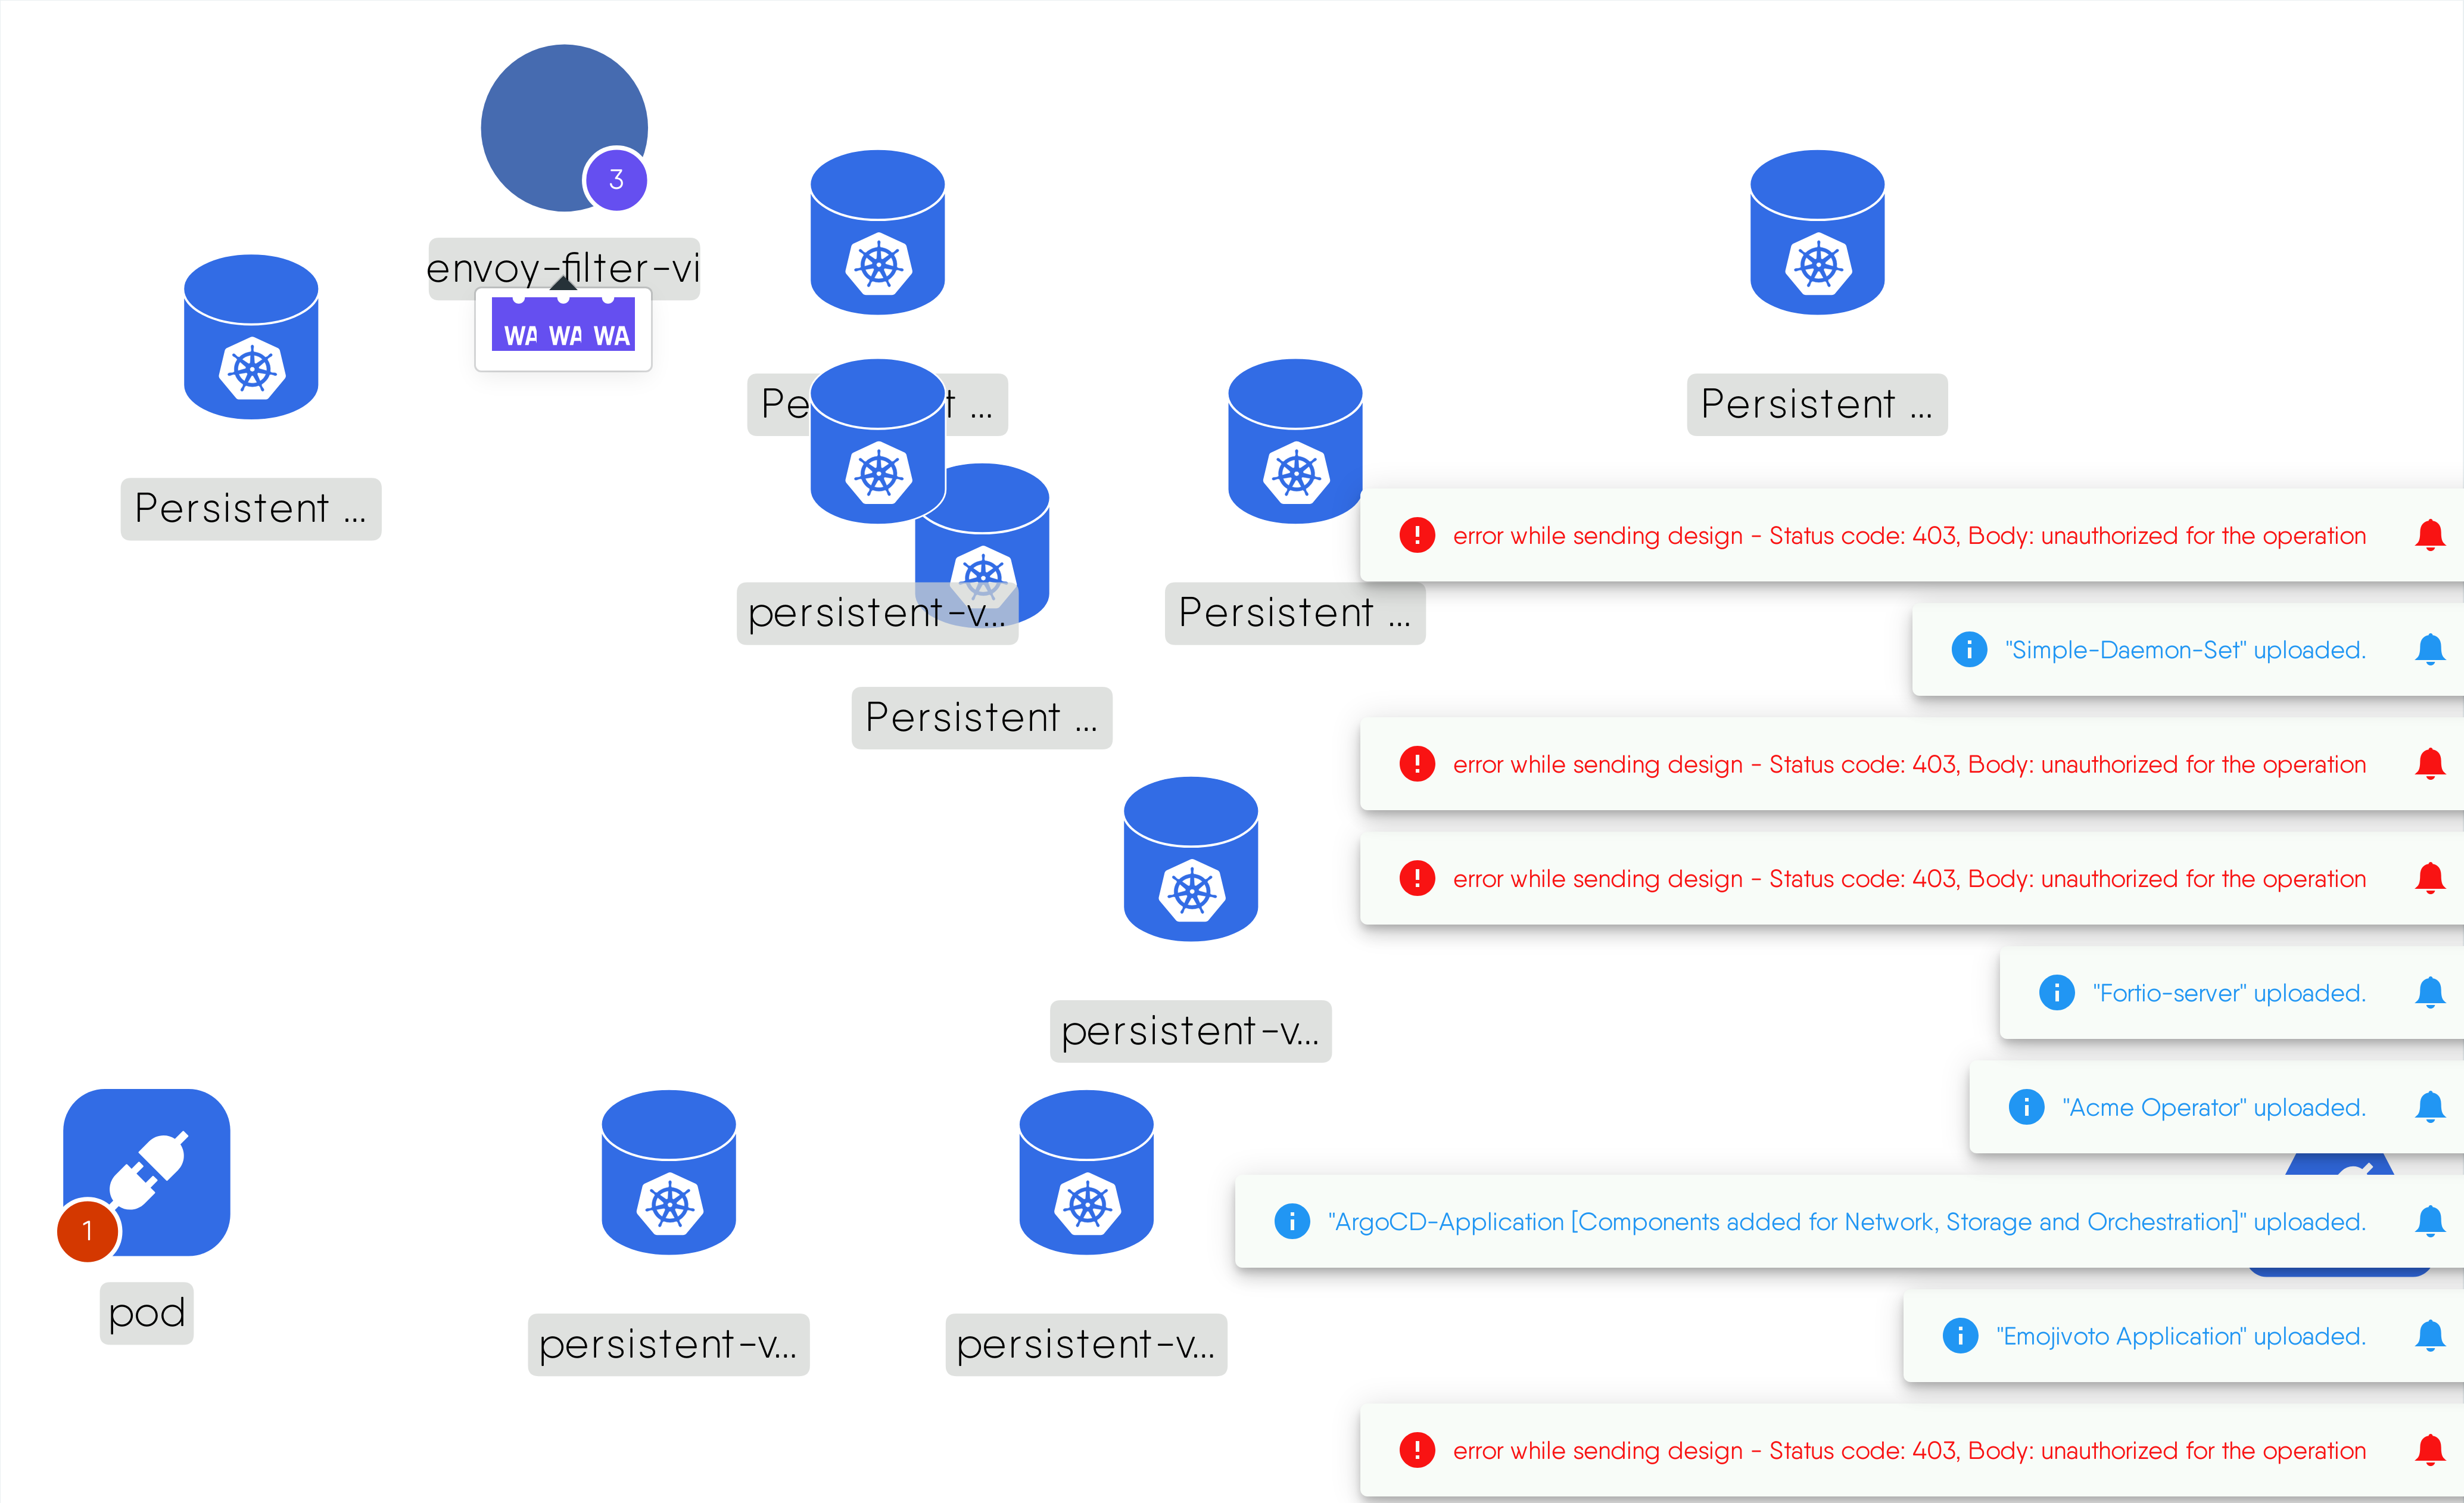 3
envoy-filter-vi
WA WA WA
Persistent ...
Pe t ...
Persistent ...
Persistent ...
persistent-v...
Persistent ...
Persistent ...
persistent-v...
1
pod
persistent-v...
persistent-v...
error while sending design - Status code: 403, Body: unauthorized for the operation
"Simple-Daemon-Set" uploaded.
error while sending design - Status code: 403, Body: unauthorized for the operation
error while sending design - Status code: 403, Body: unauthorized for the operation
"Fortio-server" uploaded.
"Acme Operator" uploaded.
"ArgoCD-Application [Components added for Network, Storage and Orchestration]" uploaded.
"Emojivoto Application" uploaded.
error while sending design - Status code: 403, Body: unauthorized for the operation